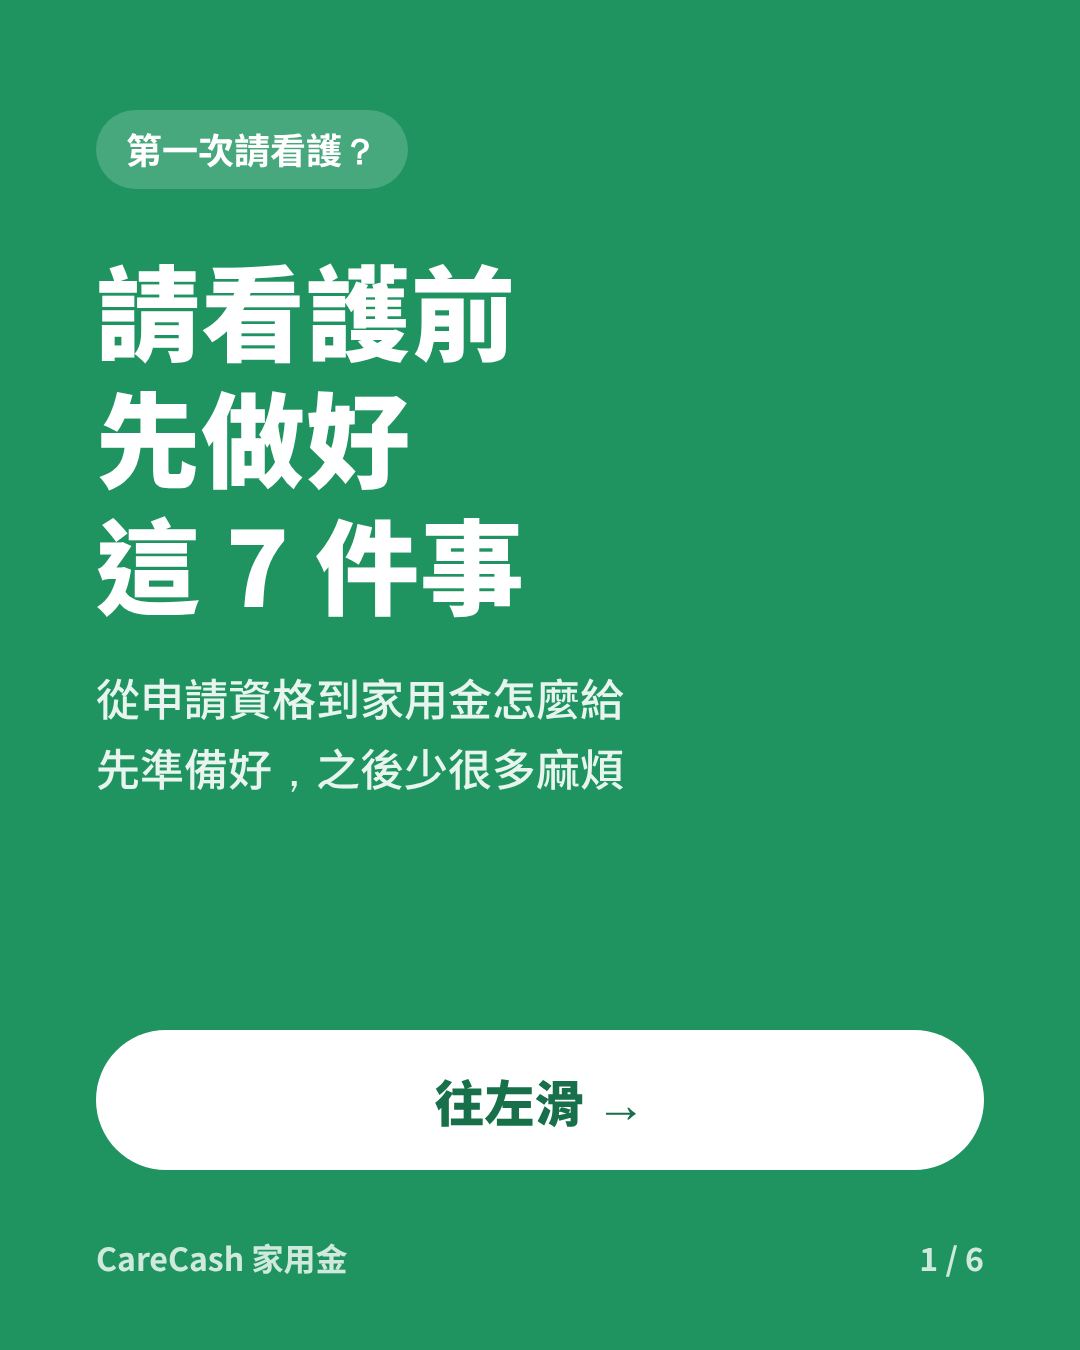 第一次請看護？
請看護前
先做好
這 7 件事
從申請資格到家用金怎麼給
先準備好，之後少很多麻煩
往左滑 →
CareCash 家用金
1 / 6